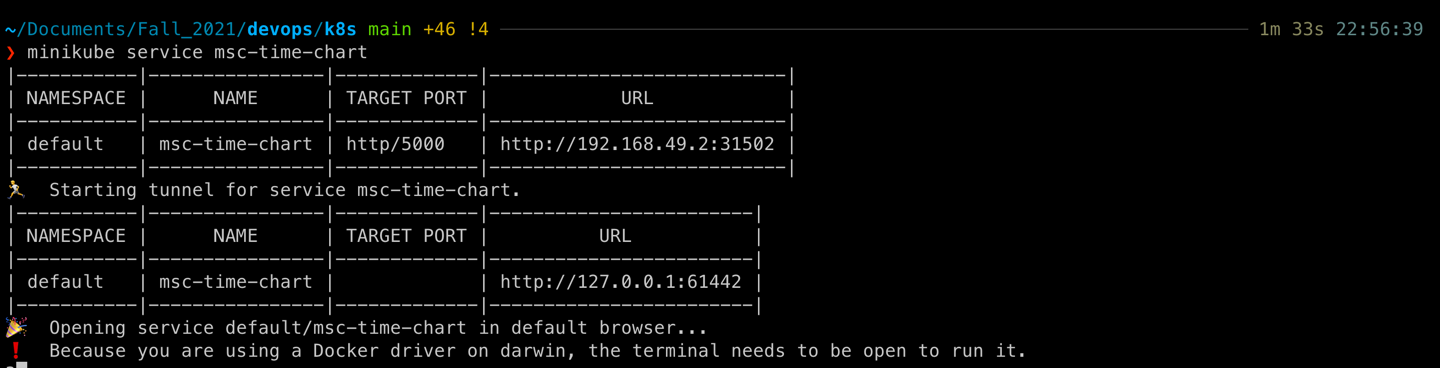 ~/Documents/Fall_2021/devops/k8s main +46 !4 1m 33s 22:56:39
❯ minikube service msc-time-chart
|-----------|----------------|-------------|---------------------------|
| NAMESPACE |      NAME      | TARGET PORT |            URL            |
|-----------|----------------|-------------|---------------------------|
| default   | msc-time-chart | http/5000   | http://192.168.49.2:31502 |
|-----------|----------------|-------------|---------------------------|
🏃  Starting tunnel for service msc-time-chart.
|-----------|----------------|-------------|------------------------|
| NAMESPACE |      NAME      | TARGET PORT |          URL           |
|-----------|----------------|-------------|------------------------|
| default   | msc-time-chart |             | http://127.0.0.1:61442 |
|-----------|----------------|-------------|------------------------|
🎉  Opening service default/msc-time-chart in default browser...
❗  Because you are using a Docker driver on darwin, the terminal needs to be open to run it.